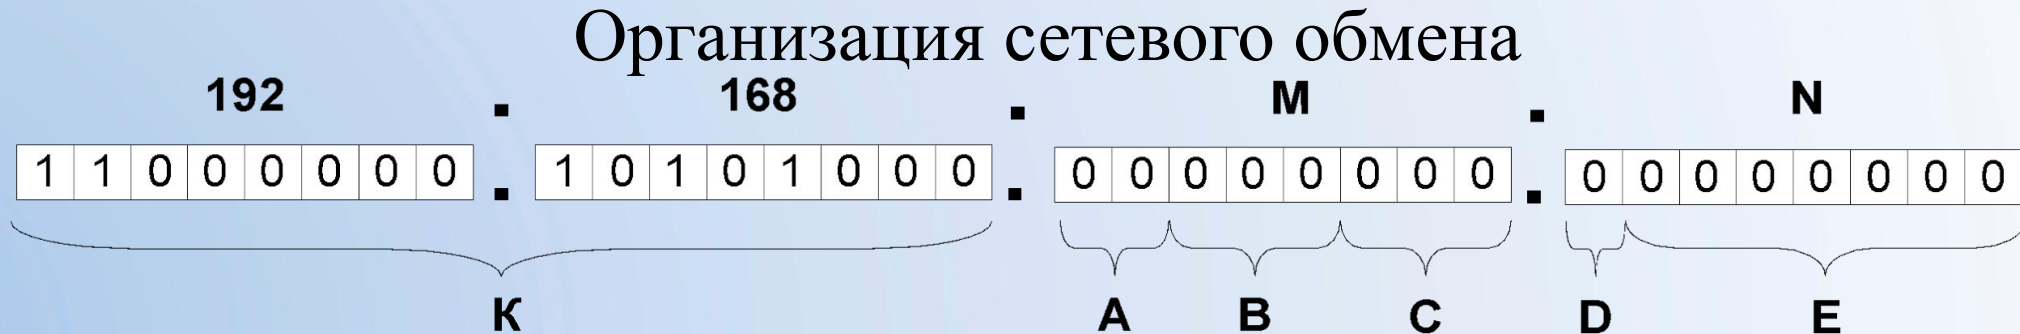 Организация сетевого обмена
192 . 168 . M . N
1 1 0 0 0 0 0 0 . 1 0 1 0 1 0 0 0 . 0 0 0 0 0 0 0 0 . 0 0 0 0 0 0 0 0
К A B C D E